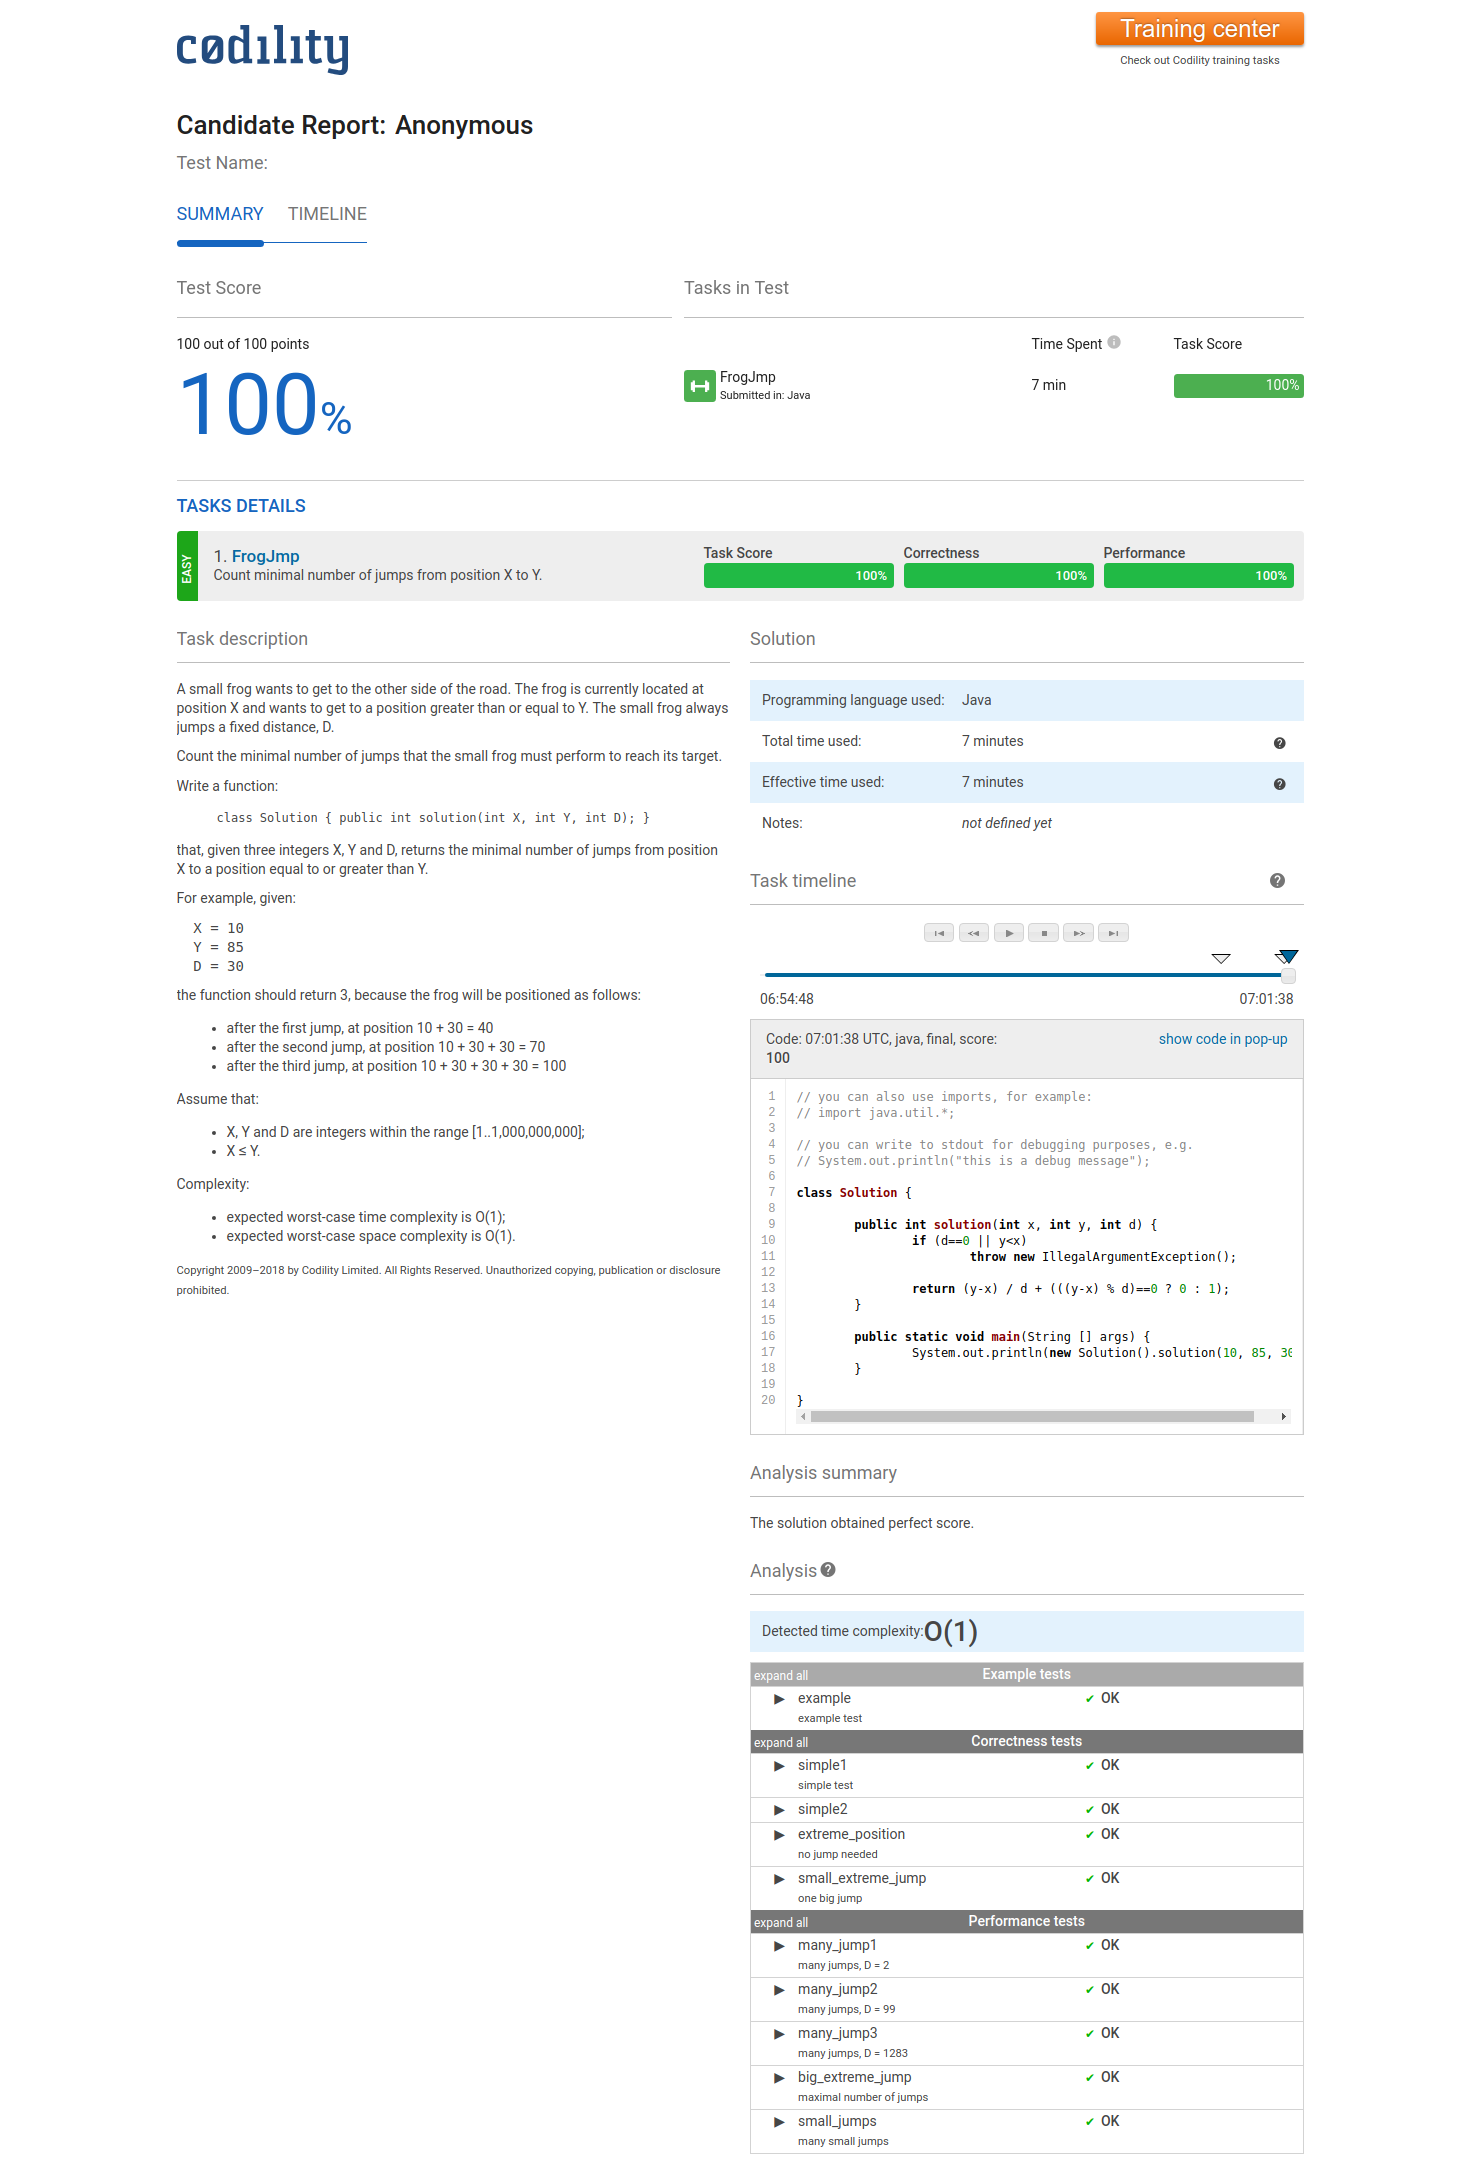 codility
Training center
Check out Codility training tasks
Candidate Report: Anonymous
Test Name:
SUMMARY TIMELINE
Test Score
100 out of 100 points
100%
Tasks in Test
Time Spent Task Score
FrogJmp
Submitted in: Java
7 min
100%
TASKS DETAILS
EASY
1. FrogJmp
Count minimal number of jumps from position X to Y.
Task Score
100%
Correctness
100%
Performance
100%
Task description
A small frog wants to get to the other side of the road. The frog is currently located at
position X and wants to get to a position greater than or equal to Y. The small frog always
jumps a fixed distance, D.
Count the minimal number of jumps that the small frog must perform to reach its target.
Write a function:
class Solution { public int solution(int X, int Y, int D); }
that, given three integers X, Y and D, returns the minimal number of jumps from position
X to a position equal to or greater than Y.
For example, given:
X = 10
Y = 85
D = 30
the function should return 3, because the frog will be positioned as follows:
• after the first jump, at position 10 + 30 = 40
• after the second jump, at position 10 + 30 + 30 = 70
• after the third jump, at position 10 + 30 + 30 + 30 = 100
Assume that:
• X, Y and D are integers within the range [1..1,000,000,000];
• X ≤ Y.
Complexity:
• expected worst-case time complexity is O(1);
• expected worst-case space complexity is O(1).
Copyright 2009–2018 by Codility Limited. All Rights Reserved. Unauthorized copying, publication or disclosure
prohibited.
Solution
Programming language used: Java
Total time used: 7 minutes
Effective time used: 7 minutes
Notes: not defined yet
Task timeline
06:54:48 07:01:38
Code: 07:01:38 UTC, java, final, score:
100
show code in pop-up
1 // you can also use imports, for example:
2 // import java.util.*;
3
4 // you can write to stdout for debugging purposes, e.g.
5 // System.out.println("this is a debug message");
6
7 class Solution {
8
9 public int solution(int x, int y, int d) {
10 if (d==0 || y<x)
11 throw new IllegalArgumentException();
12
13 return (y-x) / d + (((y-x) % d)==0 ? 0 : 1);
14 }
15
16 public static void main(String [] args) {
17 System.out.println(new Solution().solution(10, 85, 30
18 }
19
20 }
Analysis summary
The solution obtained perfect score.
Analysis
Detected time complexity:O(1)
expand all Example tests
▶ example ✔ OK
example test
expand all Correctness tests
▶ simple1 ✔ OK
simple test
▶ simple2 ✔ OK
▶ extreme_position ✔ OK
no jump needed
▶ small_extreme_jump ✔ OK
one big jump
expand all Performance tests
▶ many_jump1 ✔ OK
many jumps, D = 2
▶ many_jump2 ✔ OK
many jumps, D = 99
▶ many_jump3 ✔ OK
many jumps, D = 1283
▶ big_extreme_jump ✔ OK
maximal number of jumps
▶ small_jumps ✔ OK
many small jumps